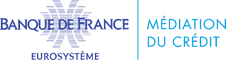 BANQUE DE FRANCE
EUROSYSTÈME
MÉDIATION
DU CRÉDIT